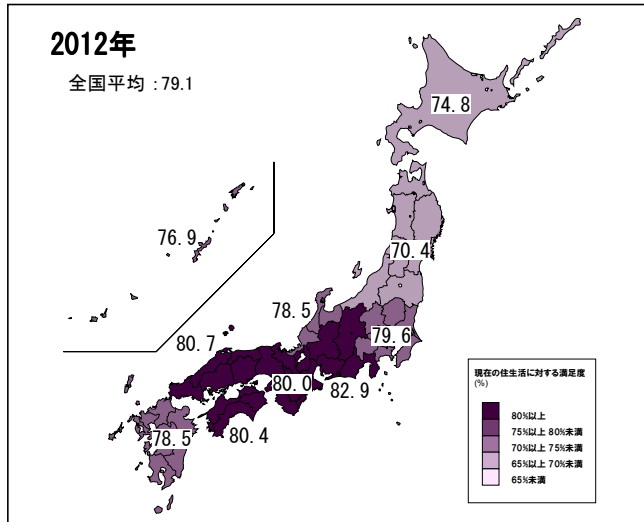 2012年
全国平均 :79.1
74.8
76.9
70.4
78.5
79.6
80.7
80.0
82.9
78.5
80.4
現在の住生活に対する満足度
(%)
80%以上
75%以上 80%未満
70%以上 75%未満
65%以上 70%未満
65%未満